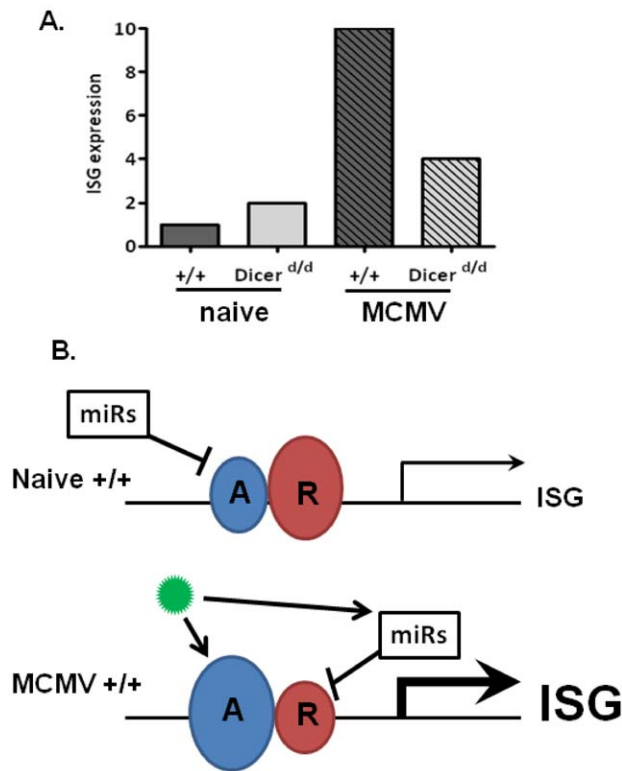 A.
ISG expression
10
8
6
4
2
0
+/+ Dicer d/d +/+ Dicer d/d
naive MCMV
B.
miRs
Naive +/+ A R ISG
miRs
MCMV +/+ A R ISG